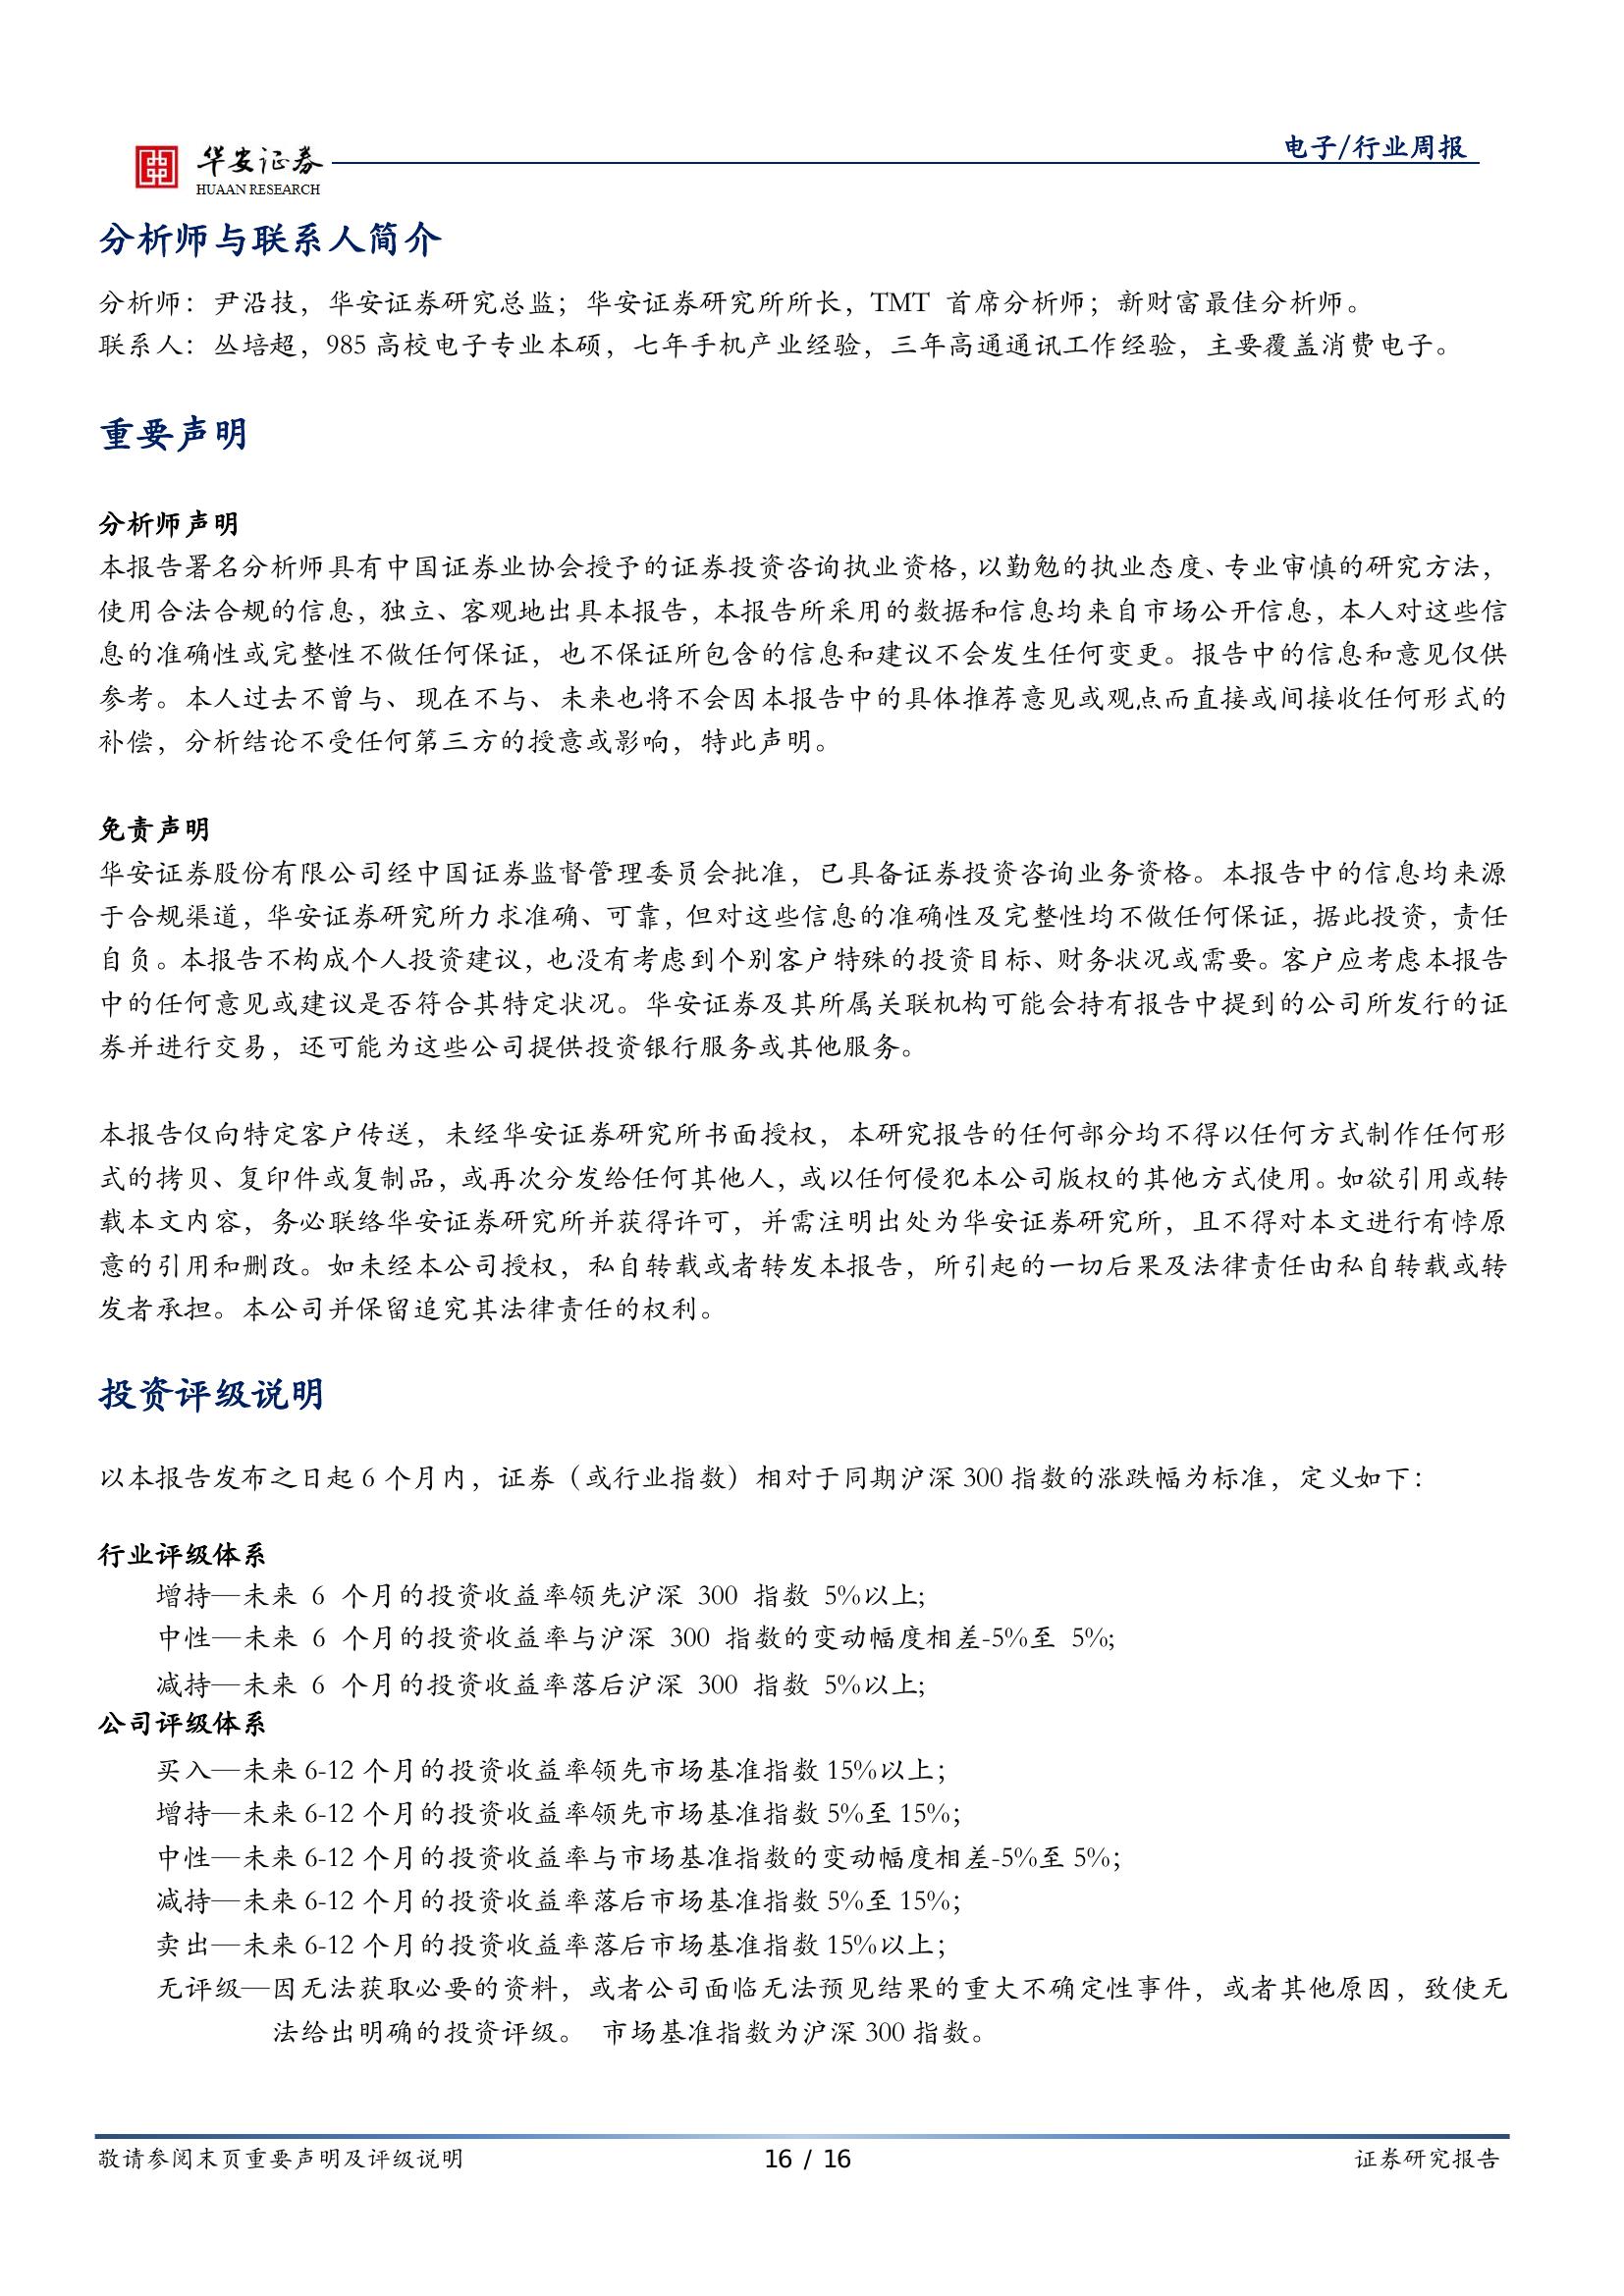 华安证券
HUAAN RESEARCH
电子/行业周报
分析师与联系人简介
分析师：尹沿技，华安证券研究总监；华安证券研究所所长，TMT 首席分析师；新财富最佳分析师。
联系人：丛培超，985 高校电子专业本硕，七年手机产业经验，三年高通通讯工作经验，主要覆盖消费电子。
重要声明
分析师声明
本报告署名分析师具有中国证券业协会授予的证券投资咨询执业资格，以勤勉的执业态度、专业审慎的研究方法，
使用合法合规的信息，独立、客观地出具本报告，本报告所采用的数据和信息均来自市场公开信息，本人对这些信
息的准确性或完整性不做任何保证，也不保证所包含的信息和建议不会发生任何变更。报告中的信息和意见仅供
参考。本人过去不曾与、现在不与、未来也将不会因本报告中的具体推荐意见或观点而直接或间接收任何形式的
补偿，分析结论不受任何第三方的授意或影响，特此声明。
免责声明
华安证券股份有限公司经中国证券监督管理委员会批准，已具备证券投资咨询业务资格。本报告中的信息均来源
于合规渠道，华安证券研究所力求准确、可靠，但对这些信息的准确性及完整性均不做任何保证，据此投资，责任
自负。本报告不构成个人投资建议，也没有考虑到个别客户特殊的投资目标、财务状况或需要。客户应考虑本报告
中的任何意见或建议是否符合其特定状况。华安证券及其所属关联机构可能会持有报告中提到的公司所发行的证
券并进行交易，还可能为这些公司提供投资银行服务或其他服务。
本报告仅向特定客户传送，未经华安证券研究所书面授权，本研究报告的任何部分均不得以任何方式制作任何形
式的拷贝、复印件或复制品，或再次分发给任何其他人，或以任何侵犯本公司版权的其他方式使用。如欲引用或转
载本文内容，务必联络华安证券研究所并获得许可，并需注明出处为华安证券研究所，且不得对本文进行有悖原
意的引用和删改。如未经本公司授权，私自转载或者转发本报告，所引起的一切后果及法律责任由私自转载或转
发者承担。本公司并保留追究其法律责任的权利。
投资评级说明
以本报告发布之日起 6 个月内，证券（或行业指数）相对于同期沪深 300 指数的涨跌幅为标准，定义如下：
行业评级体系
增持—未来 6 个月的投资收益率领先沪深 300 指数 5%以上;
中性—未来 6 个月的投资收益率与沪深 300 指数的变动幅度相差-5%至 5%;
减持—未来 6 个月的投资收益率落后沪深 300 指数 5%以上;
公司评级体系
买入—未来 6-12 个月的投资收益率领先市场基准指数 15%以上；
增持—未来 6-12 个月的投资收益率领先市场基准指数 5%至 15%；
中性—未来 6-12 个月的投资收益率与市场基准指数的变动幅度相差-5%至 5%；
减持—未来 6-12 个月的投资收益率落后市场基准指数 5%至 15%；
卖出—未来 6-12 个月的投资收益率落后市场基准指数 15%以上；
无评级—因无法获取必要的资料，或者公司面临无法预见结果的重大不确定性事件，或者其他原因，致使无
法给出明确的投资评级。 市场基准指数为沪深 300 指数。
敬请参阅末页重要声明及评级说明
16 / 16
证券研究报告